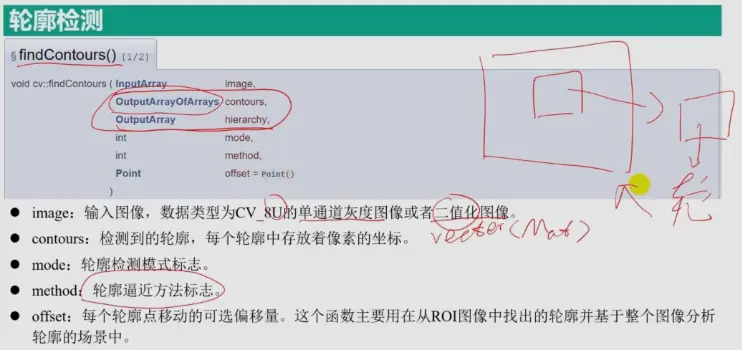 轮廓检测
§ findContours() [1/2]
void cv::findContours ( InputArray image,
OutputArrayOfArrays contours,
OutputArray hierarchy,
int mode,
int method,
Point offset = Point()
)
● image：输入图像，数据类型为CV_8U的单通道灰度图像或者二值化图像。
vector(Mat)
● contours：检测到的轮廓，每个轮廓中存放着像素的坐标。
● mode：轮廓检测模式标志。
● method：轮廓逼近方法标志。
● offset：每个轮廓点移动的可选偏移量。这个函数主要用在从ROI图像中找出的轮廓并基于整个图像分析
轮廓的场景中。